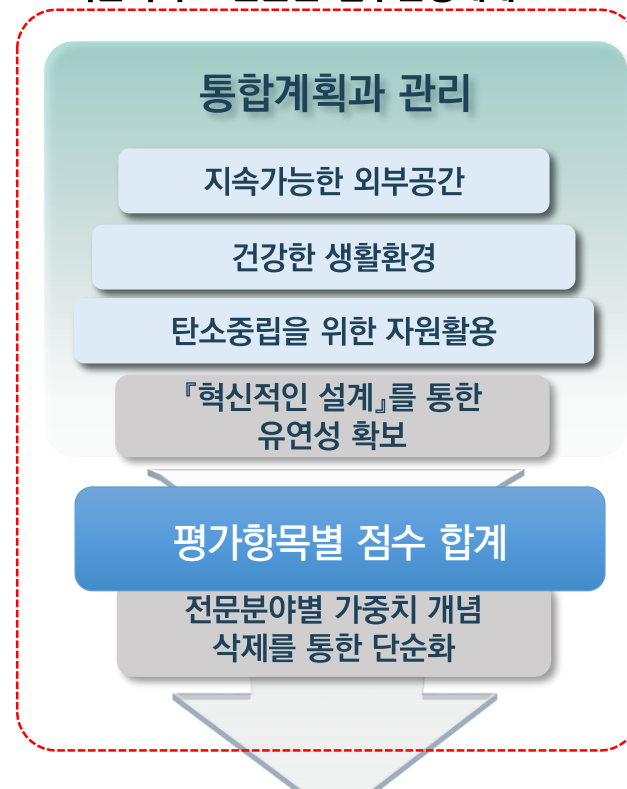 통합계획과 관리
지속가능한 외부공간
건강한 생활환경
탄소중립을 위한 자원활용
『혁신적인 설계』를 통한
유연성 확보
평가항목별 점수 합계
전문분야별 가중치 개념
삭제를 통한 단순화